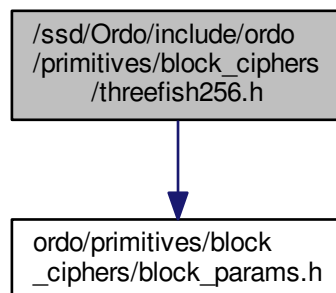 /ssd/Ordo/include/ordo
/primitives/block_ciphers
/threefish256.h
ordo/primitives/block
_ciphers/block_params.h